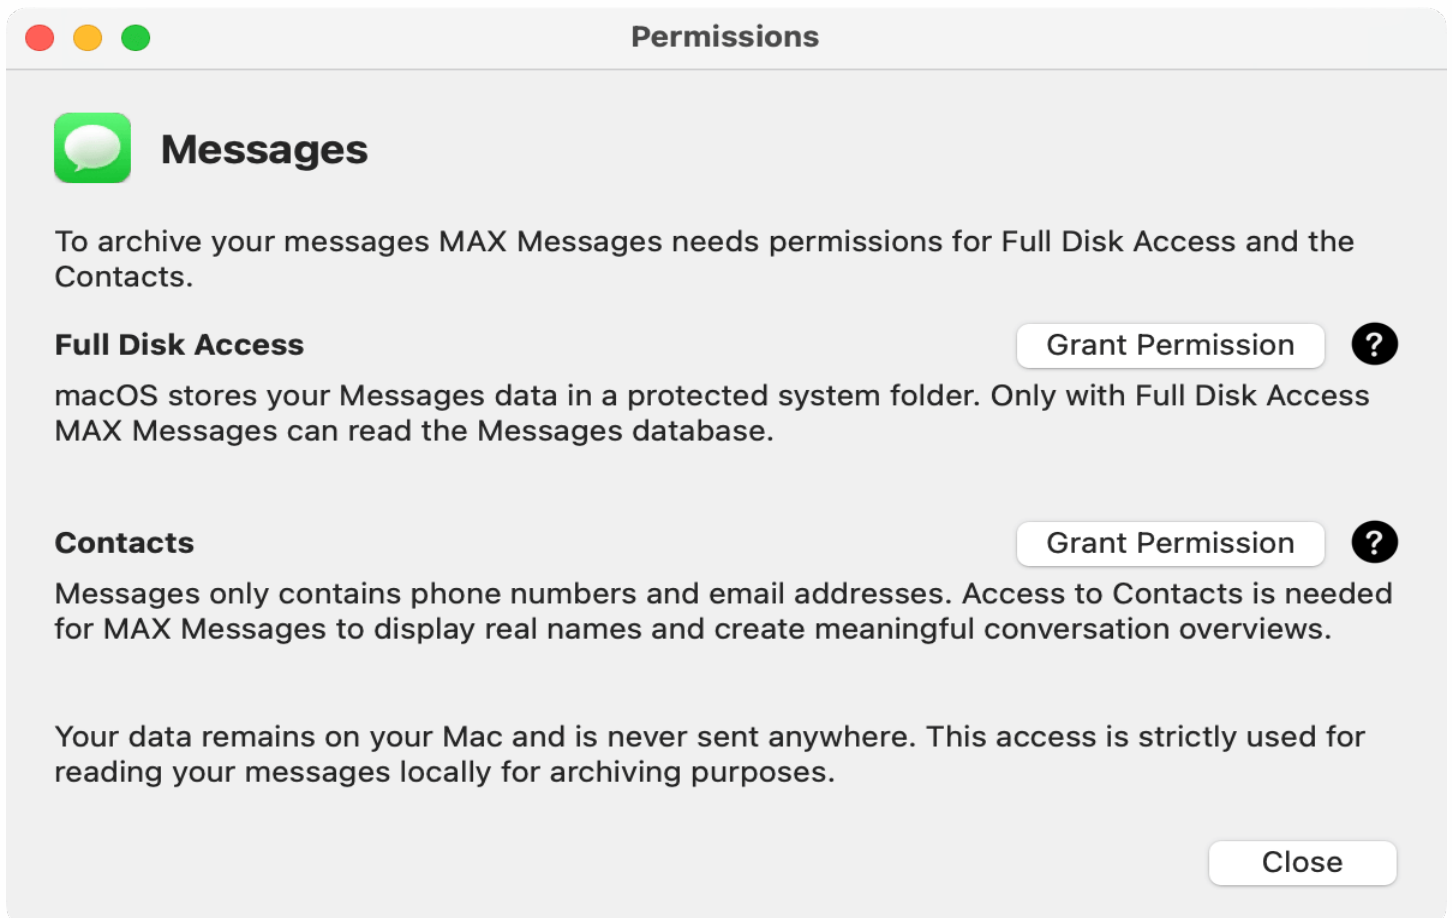 Permissions
Messages
To archive your messages MAX Messages needs permissions for Full Disk Access and the
Contacts.
Full Disk Access
Grant Permission
?
macOS stores your Messages data in a protected system folder. Only with Full Disk Access
MAX Messages can read the Messages database.
Contacts
Grant Permission
?
Messages only contains phone numbers and email addresses. Access to Contacts is needed
for MAX Messages to display real names and create meaningful conversation overviews.
Your data remains on your Mac and is never sent anywhere. This access is strictly used for
reading your messages locally for archiving purposes.
Close